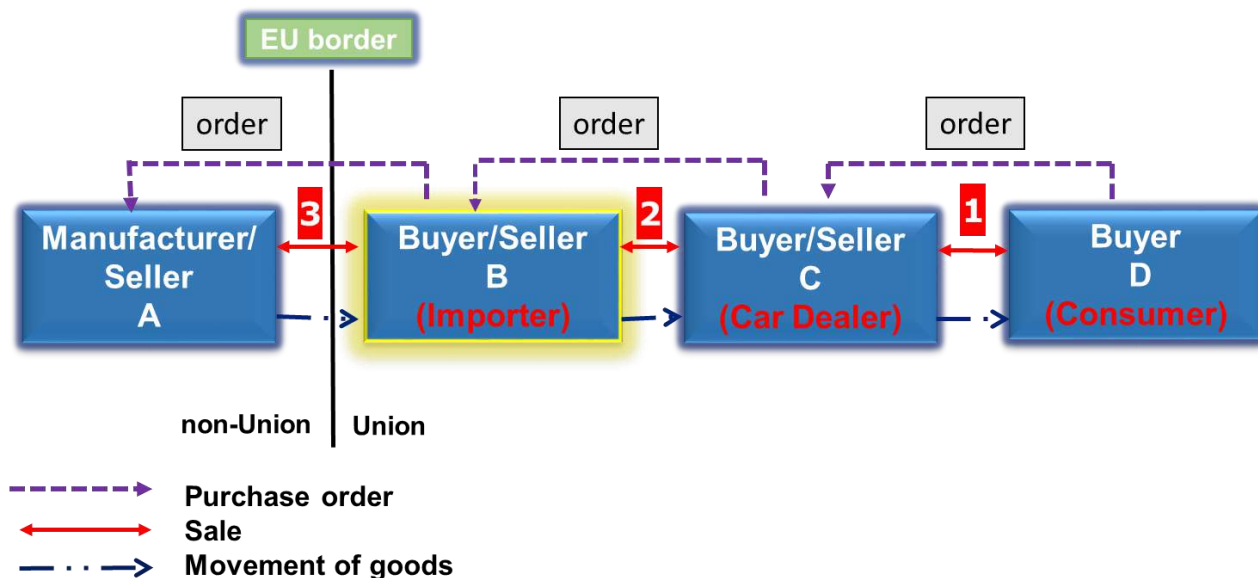 EU border
order
order
order
3
2
1
Manufacturer/
Seller
A
Buyer/Seller
B
(Importer)
Buyer/Seller
C
(Car Dealer)
Buyer
D
(Consumer)
non-Union
Union
Purchase order
Sale
Movement of goods